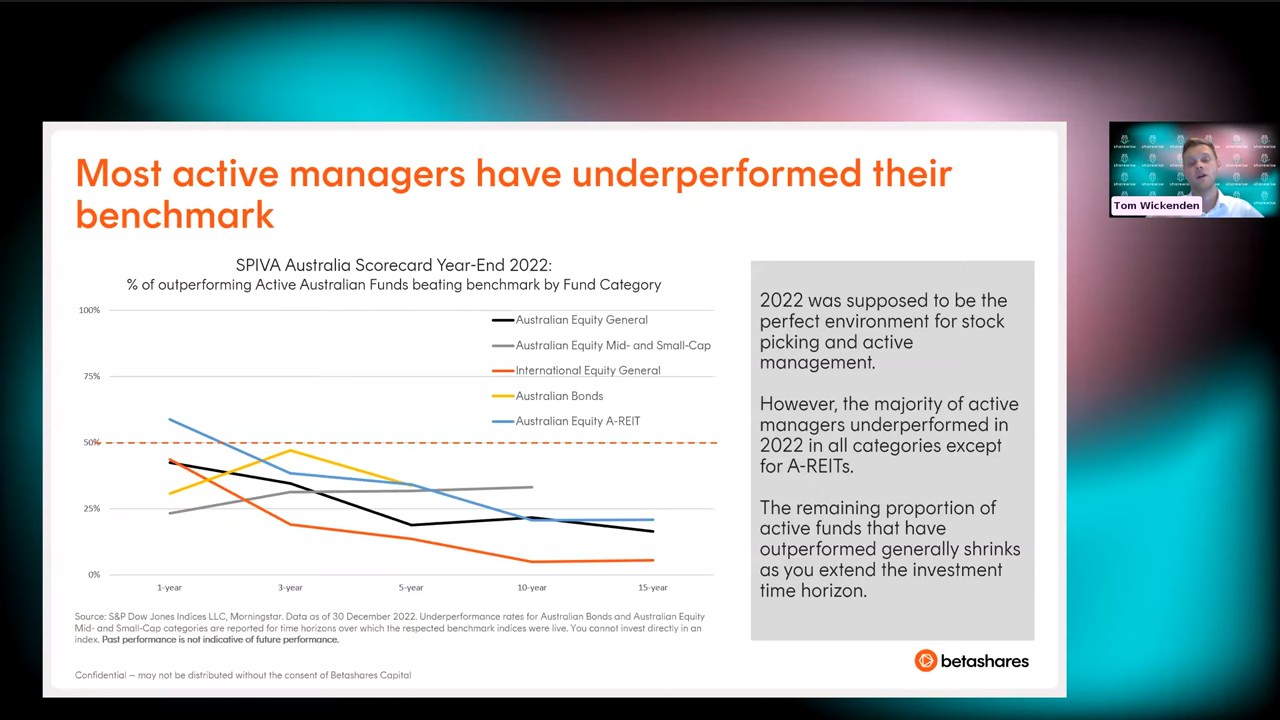 Most active managers have underperformed their
benchmark
SPIVA Australia Scorecard Year-End 2022:
% of outperforming Active Australian Funds beating benchmark by Fund Category
100%
75%
50%
25%
0%
Australian Equity General
Australian Equity Mid- and Small-Cap
International Equity General
Australian Bonds
Australian Equity A-REIT
1-year
3-year
5-year
10-year
15-year
Source: S&P Dow Jones Indices LLC, Morningstar. Data as of 30 December 2022. Underperformance rates for Australian Bonds and Australian Equity
Mid- and Small-Cap categories are reported for time horizons over which the respected benchmark indices were live. You cannot invest directly in an
index. Past performance is not indicative of future performance.
Confidential – may not be distributed without the consent of Betashares Capital
2022 was supposed to be the
perfect environment for stock
picking and active
management.
However, the majority of active
managers underperformed in
2022 in all categories except
for A-REITs.
The remaining proportion of
active funds that have
outperformed generally shrinks
as you extend the investment
time horizon.
betashares
Tom Wickenden